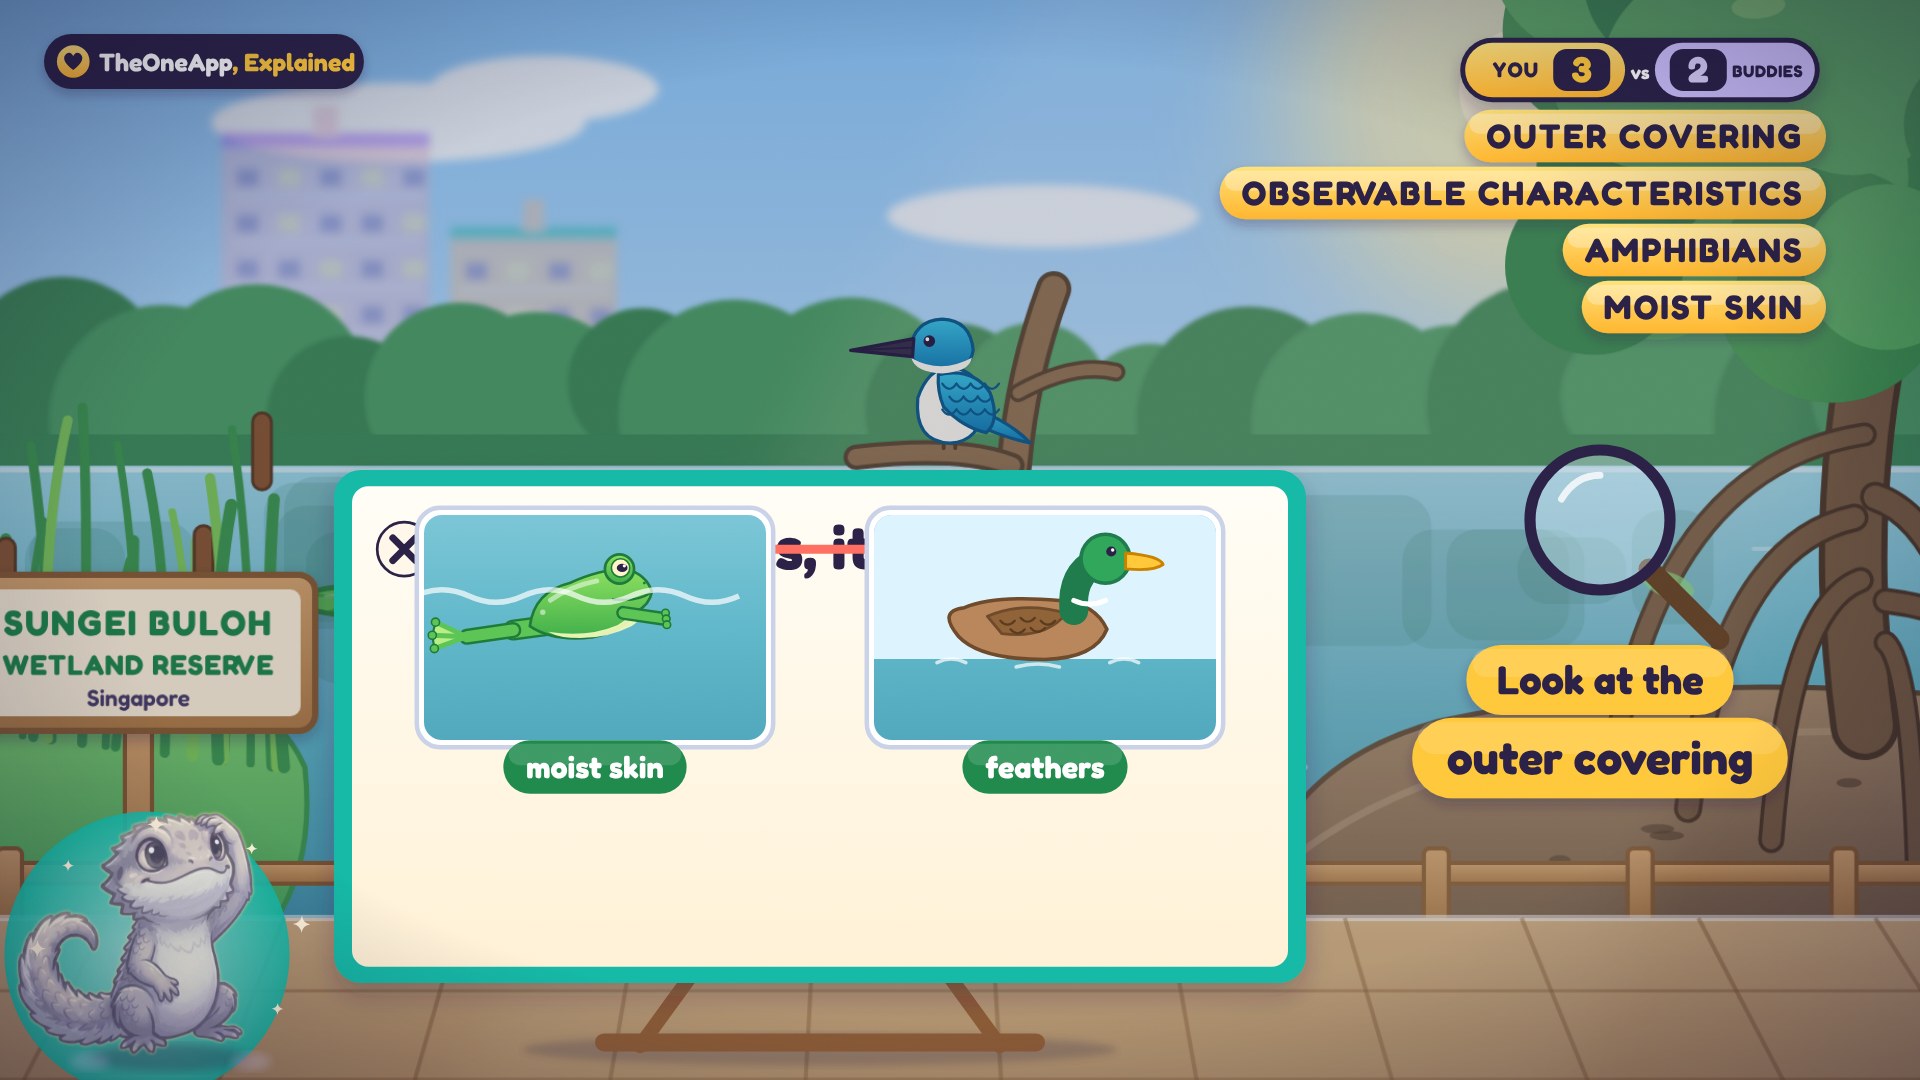 TheOneApp, Explained
YOU 3 vs 2 BUDDIES
OUTER COVERING
OBSERVABLE CHARACTERISTICS
AMPHIBIANS
MOIST SKIN
s, it
moist skin
feathers
SUNGEI BULOH
WETLAND RESERVE
Singapore
Look at the
outer covering